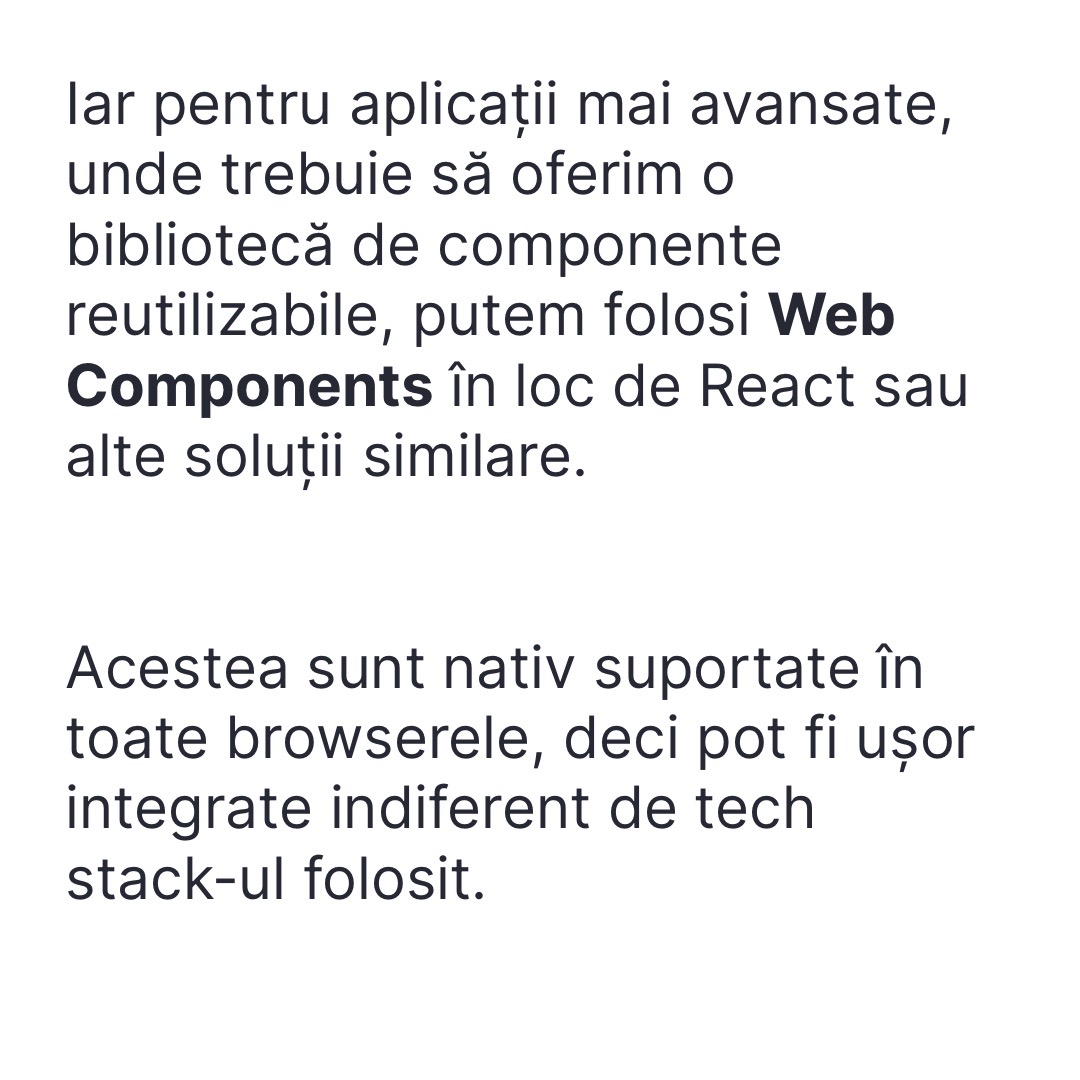 Iar pentru aplicații mai avansate,
unde trebuie să oferim o
bibliotecă de componente
reutilizabile, putem folosi Web
Components în loc de React sau
alte soluții similare.
Acestea sunt nativ suportate în
toate browserele, deci pot fi ușor
integrate indiferent de tech
stack-ul folosit.